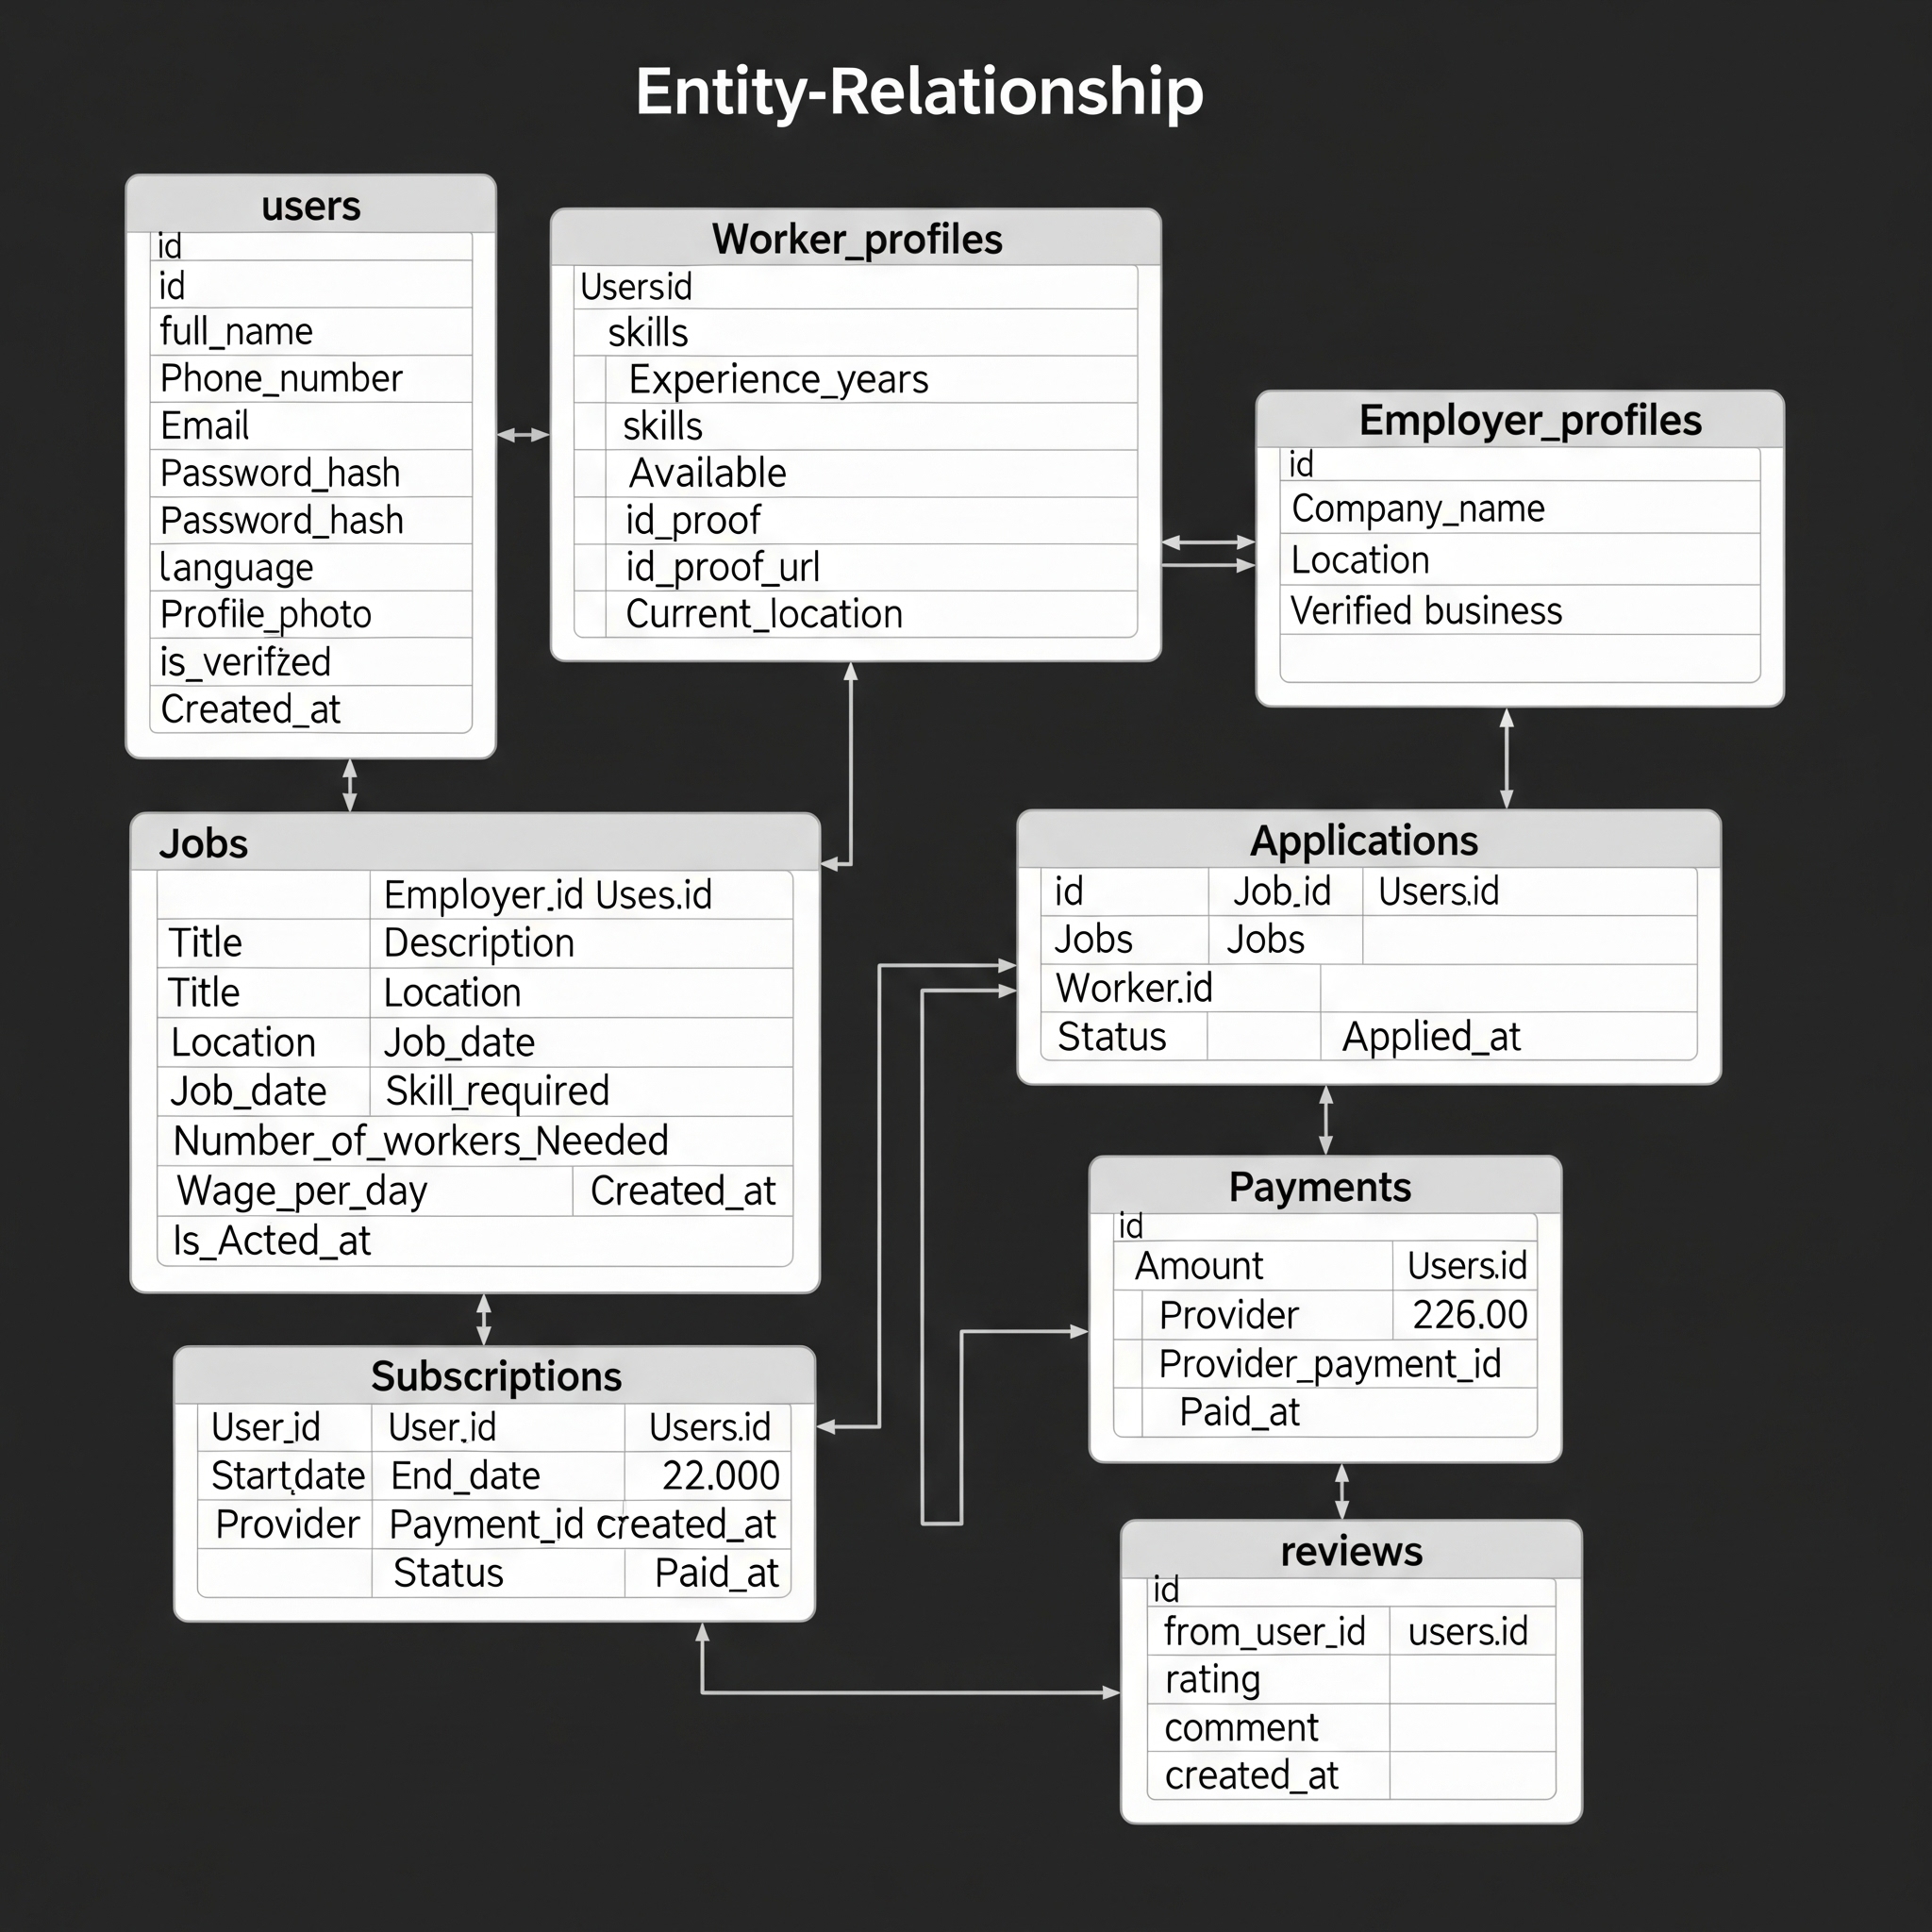 Entity-Relationship
users
id
id
full_name
Phone_number
Email
Password_hash
Password_hash
language
Profile_photo
is_verifzed
Created_at
Worker_profiles
Usersid
skills
Experience_years
skills
Available
id_proof
id_proof_url
Current_location
Employer_profiles
id
Company_name
Location
Verified business
Jobs
Employer.id Uses.id
Title Description
Title Location
Location Job_date
Job_date Skill_required
Number_of_workers_Needed
Wage_per_day Created_at
Is_Acted_at
Applications
id Job.id Users.id
Jobs Jobs
Worker.id
Status Applied_at
Payments
id
Amount Users.id
Provider 226.00
Provider_payment_id
Paid_at
Subscriptions
User_id User.id Users.id
Start_date End_date 22.000
Provider Payment_id created_at
Status Paid_at
reviews
id
from_user_id users.id
rating
comment
created_at